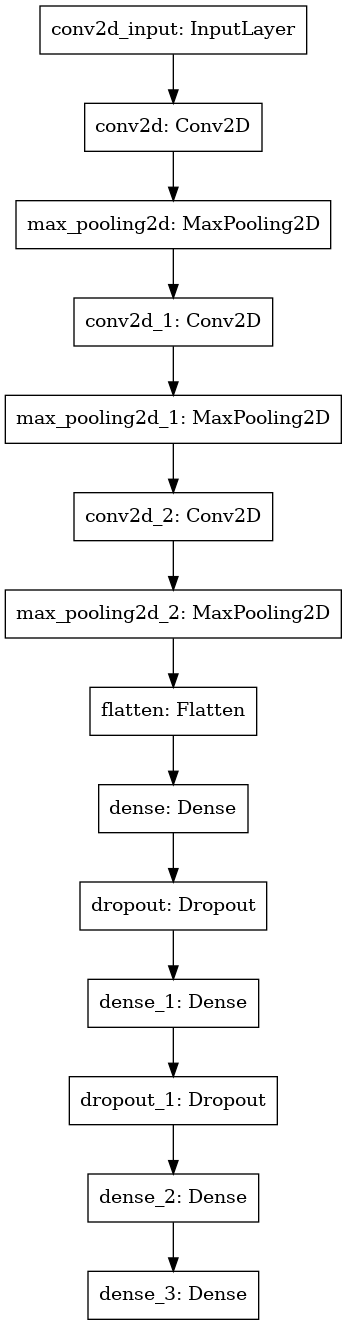 conv2d_input: InputLayer
conv2d: Conv2D
max_pooling2d: MaxPooling2D
conv2d_1: Conv2D
max_pooling2d_1: MaxPooling2D
conv2d_2: Conv2D
max_pooling2d_2: MaxPooling2D
flatten: Flatten
dense: Dense
dropout: Dropout
dense_1: Dense
dropout_1: Dropout
dense_2: Dense
dense_3: Dense